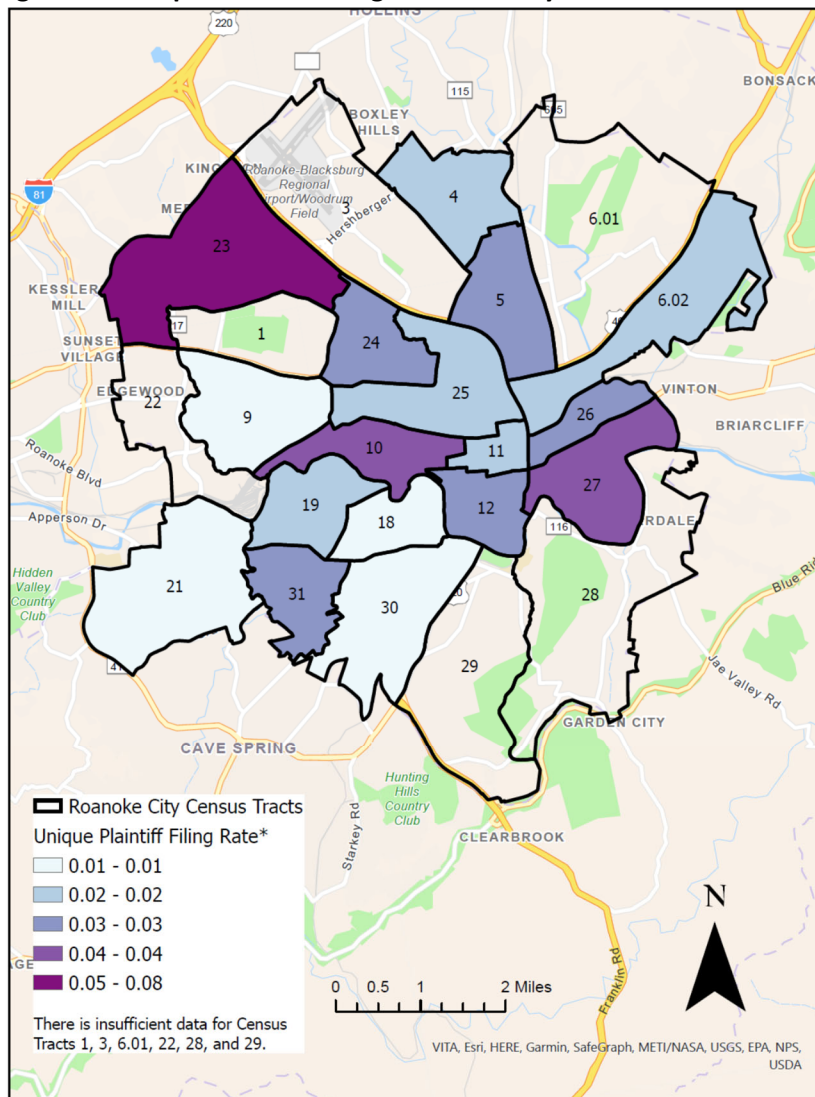 HOLLINS
220
BONSACK
115
605
BOXLEY
HILLS
Roanoke-Blacksburg
Regional
Airport/Woodrum
Field
81
3
4
Hershberger
6.01
23
KESSLER
MILL
5
6.02
SUNSET
VILLAGE
1
24
EDGEWOOD
22
VINTON
9
25
26
BRIARCLIFF
10
11
Roanoke Blvd
27
19
12
Apperson Dr
18
116
Hidden
Valley
Country
Club
21
31
30
28
Blue Rid
29
Jae Valley Rd
GARDEN CITY
CAVE SPRING
Hunting
Hills
Country
Club
Starkey Rd
CLEARBROOK
Roanoke City Census Tracts
Unique Plaintiff Filing Rate*
0.01 - 0.01
0.02 - 0.02
0.03 - 0.03
0.04 - 0.04
0.05 - 0.08
There is insufficient data for Census
Tracts 1, 3, 6.01, 22, 28, and 29.
N
0 0.5 1 2 Miles
Franklin Rd
VITA, Esri, HERE, Garmin, SafeGraph, METI/NASA, USGS, EPA, NPS,
USDA